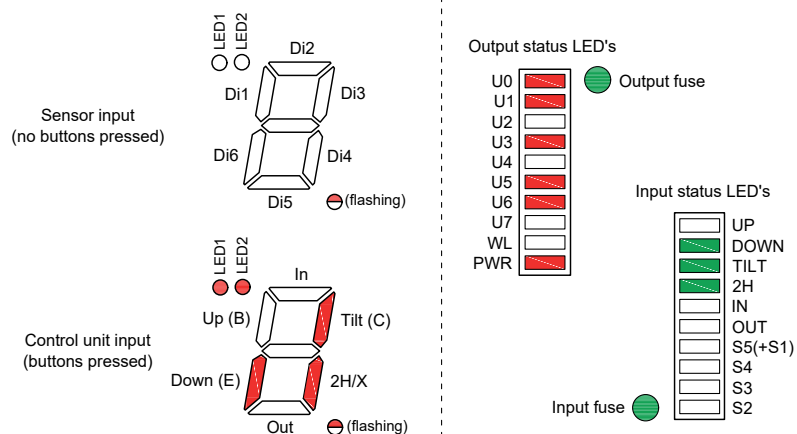 LED1
LED2
Di2
Di1
Di3
Sensor input
(no buttons pressed)
Di6
Di4
Di5
(flashing)
LED1
LED2
In
Up (B)
Tilt (C)
Control unit input
(buttons pressed)
Down (E)
2H/X
Out
(flashing)
Output status LED's
U0
Output fuse
U1
U2
U3
U4
U5
U6
U7
WL
PWR
Input status LED's
UP
DOWN
TILT
2H
IN
OUT
S5(+S1)
S4
S3
Input fuse
S2